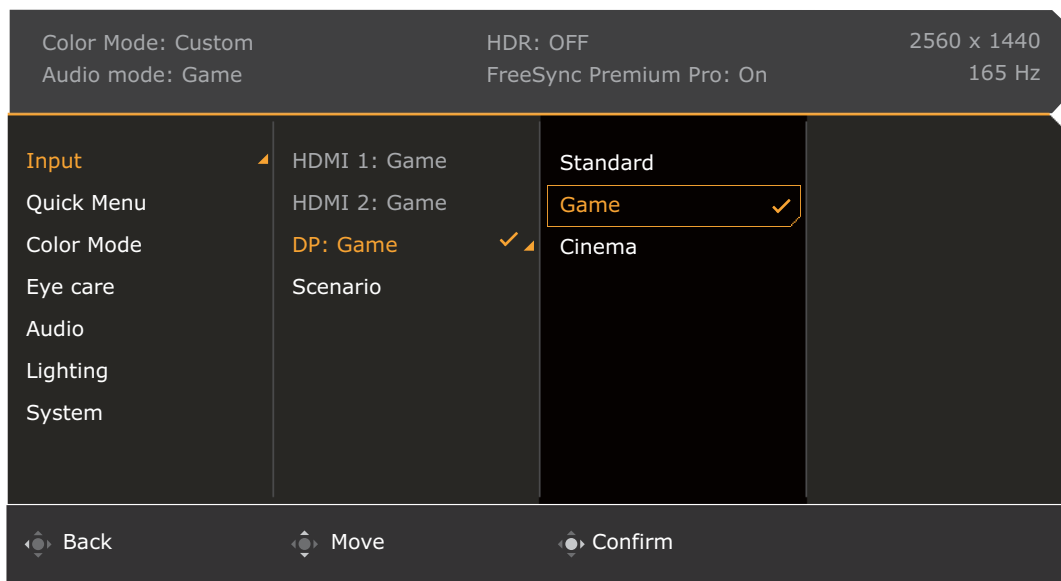 Color Mode: Custom
HDR: OFF
2560 x 1440
Audio mode: Game
FreeSync Premium Pro: On
165 Hz
Input
Quick Menu
Color Mode
Eye care
Audio
Lighting
System
HDMI 1: Game
HDMI 2: Game
DP: Game
Scenario
Standard
Game
Cinema
Back
Move
Confirm